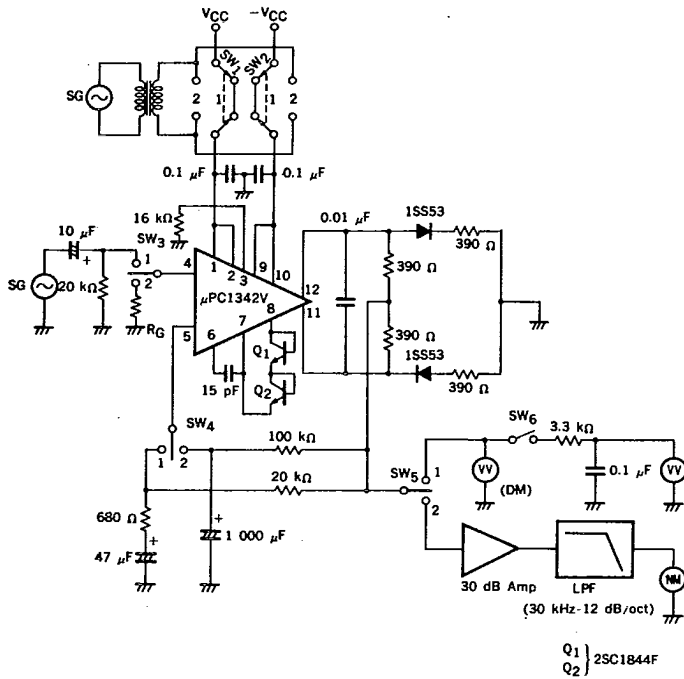 VCC
-VCC
SW1
SW2
SG
2
1
1
2
0.1 µF
0.1 µF
16 kΩ
0.01 µF
1SS53
390 Ω
10 µF
SW3
1
2
3
9
10
SG
20 kΩ
1
2
4
µPC1342V
12
11
390 Ω
390 Ω
RG
5
6
7
8
Q1
Q2
15 pF
1SS53
390 Ω
SW4
1
2
100 kΩ
20 kΩ
SW5
1
2
SW6
3.3 kΩ
VV
(DM)
0.1 µF
VV
680 Ω
+
47 µF
+
1 000 µF
+
30 dB Amp
LPF
(30 kHz-12 dB/oct)
NM
Q1
Q2 } 2SC1844F